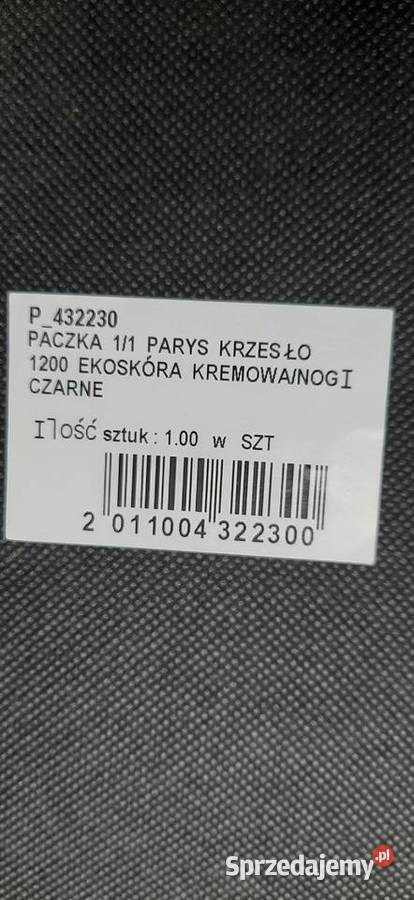 P_432230
PACZKA 1/1 PARYS KRZESŁO
1200 EKOSKÓRA KREMOWA/NOGI
CZARNE
Ilość sztuk : 1.00 w SZT
2 011004 322300
Sprzedajemy.pl